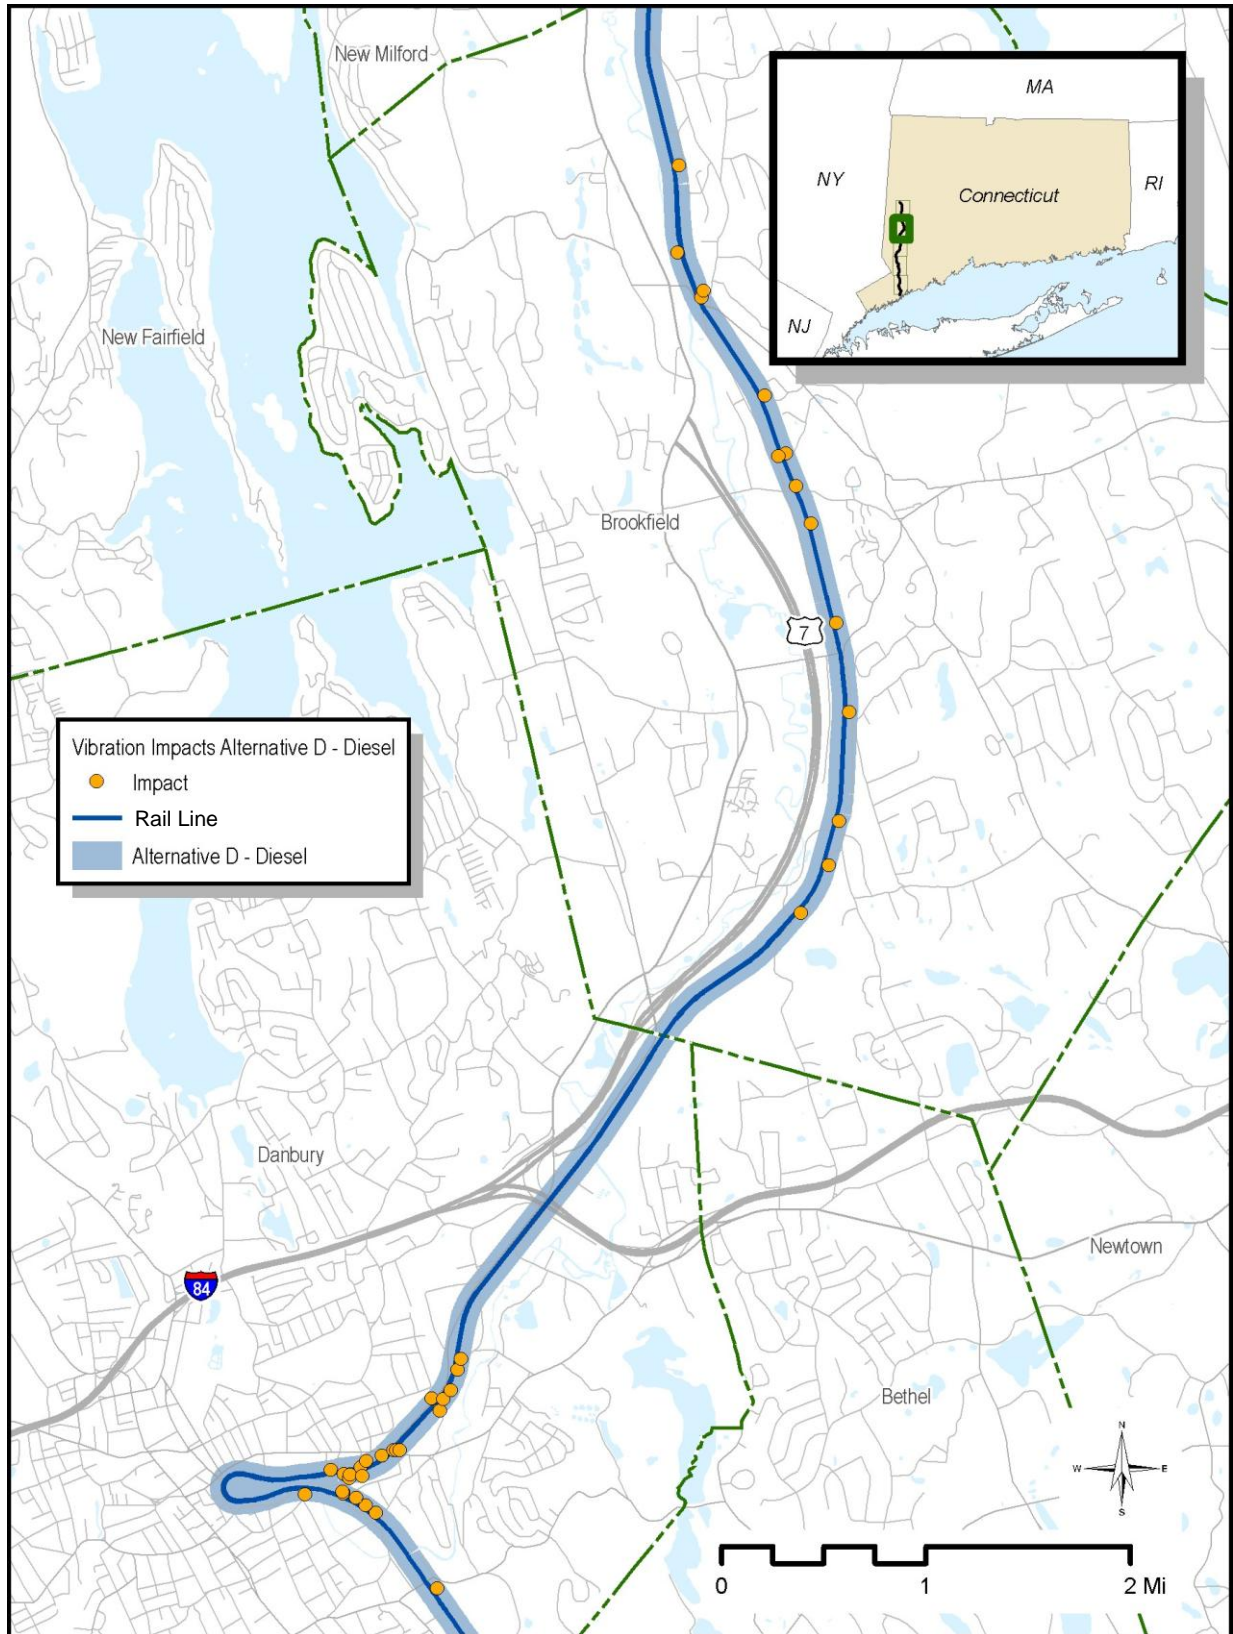 New Milford
MA
NY
Connecticut
RI
NJ
New Fairfield
Brookfield
7
Vibration Impacts Alternative D - Diesel
Impact
Rail Line
Alternative D - Diesel
Danbury
Newtown
84
Bethel
N
W
E
S
0
1
2 Mi